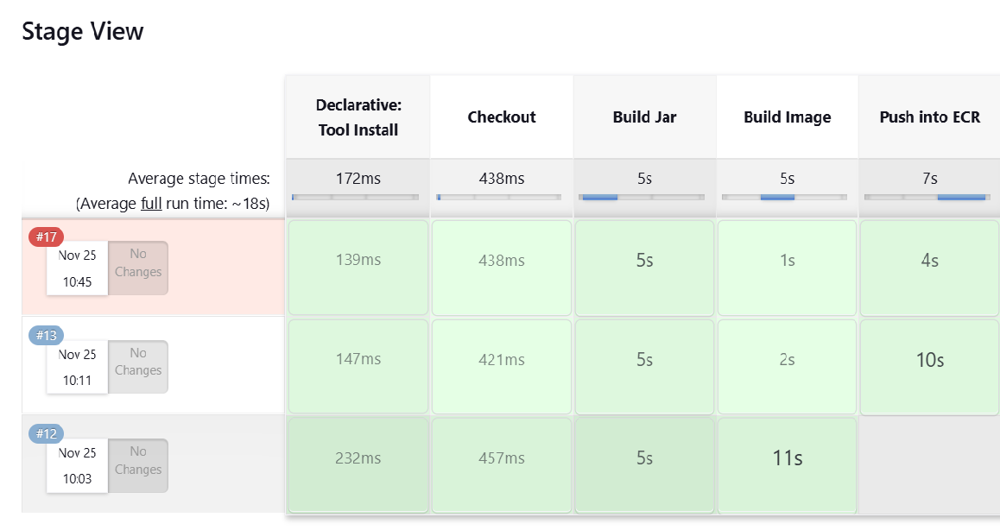 Stage View
Declarative:
Tool Install
Checkout
Build Jar
Build Image
Push into ECR
Average stage times:
(Average full run time: ~18s)
172ms
438ms
5s
5s
7s
#17
Nov 25
10:45
No
Changes
139ms
438ms
5s
1s
4s
#13
Nov 25
10:11
No
Changes
147ms
421ms
5s
2s
10s
#12
Nov 25
10:03
No
Changes
232ms
457ms
5s
11s